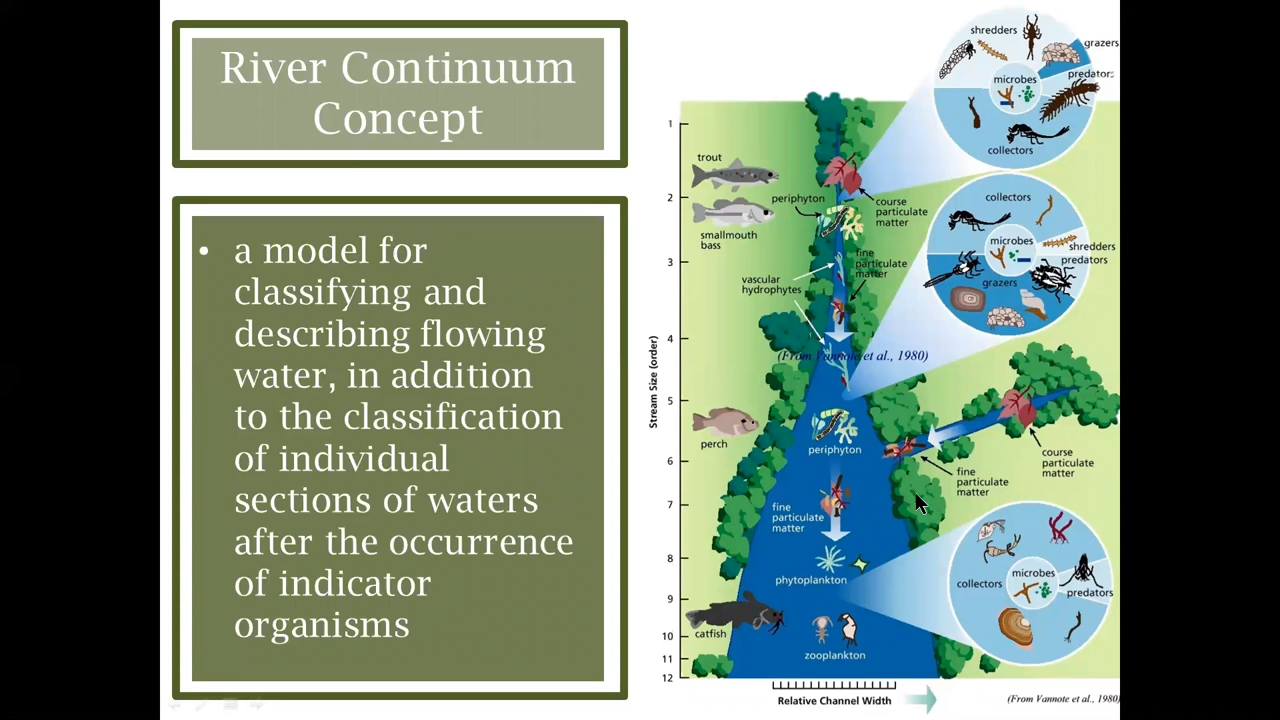 River Continuum
Concept
• a model for
classifying and
describing flowing
water, in addition
to the classification
of individual
sections of waters
after the occurrence
of indicator
organisms
shredders
grazers
predators
microbes
collectors
1
trout
2
periphyton
course
particulate
matter
smallmouth
bass
collectors
microbes
shredders
predators
grazers
3
fine
particulate
matter
vascular
hydrophytes
4
(From Vannote et al., 1980)
Stream Size (order)
5
perch
periphyton
6
course
particulate
matter
fine
particulate
matter
7
fine
particulate
matter
8
phytoplankton
collectors
microbes
predators
9
catfish
10
zooplankton
11
12
Relative Channel Width
(From Vannote et al., 1980)